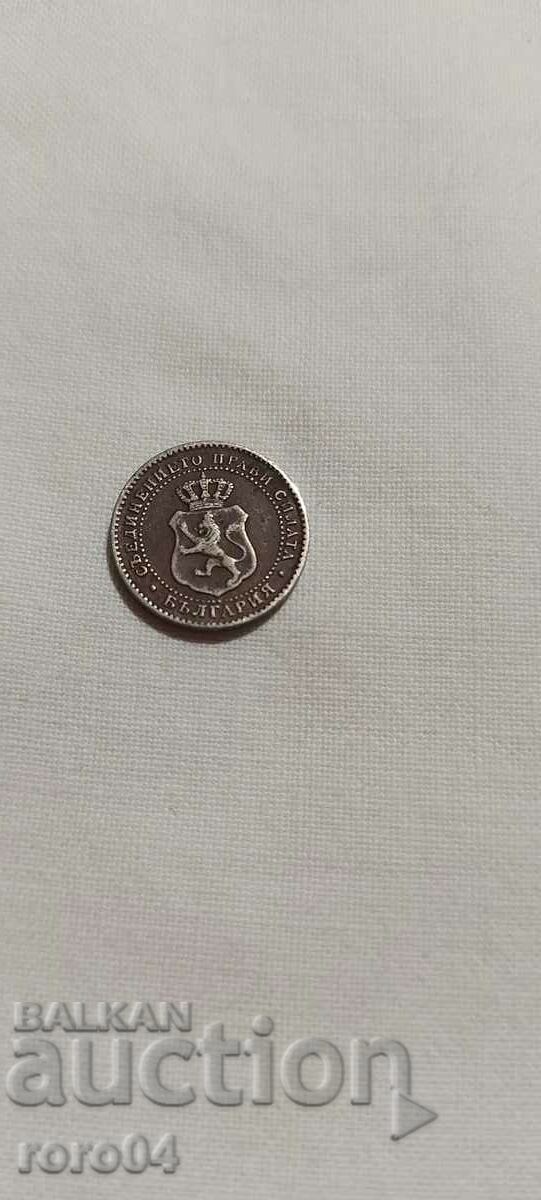 СЪЕДИНЕНИЕТО ПРАВИ СИЛАТА
• БЪЛГАРИЯ •
BALKAN
auction
roro04